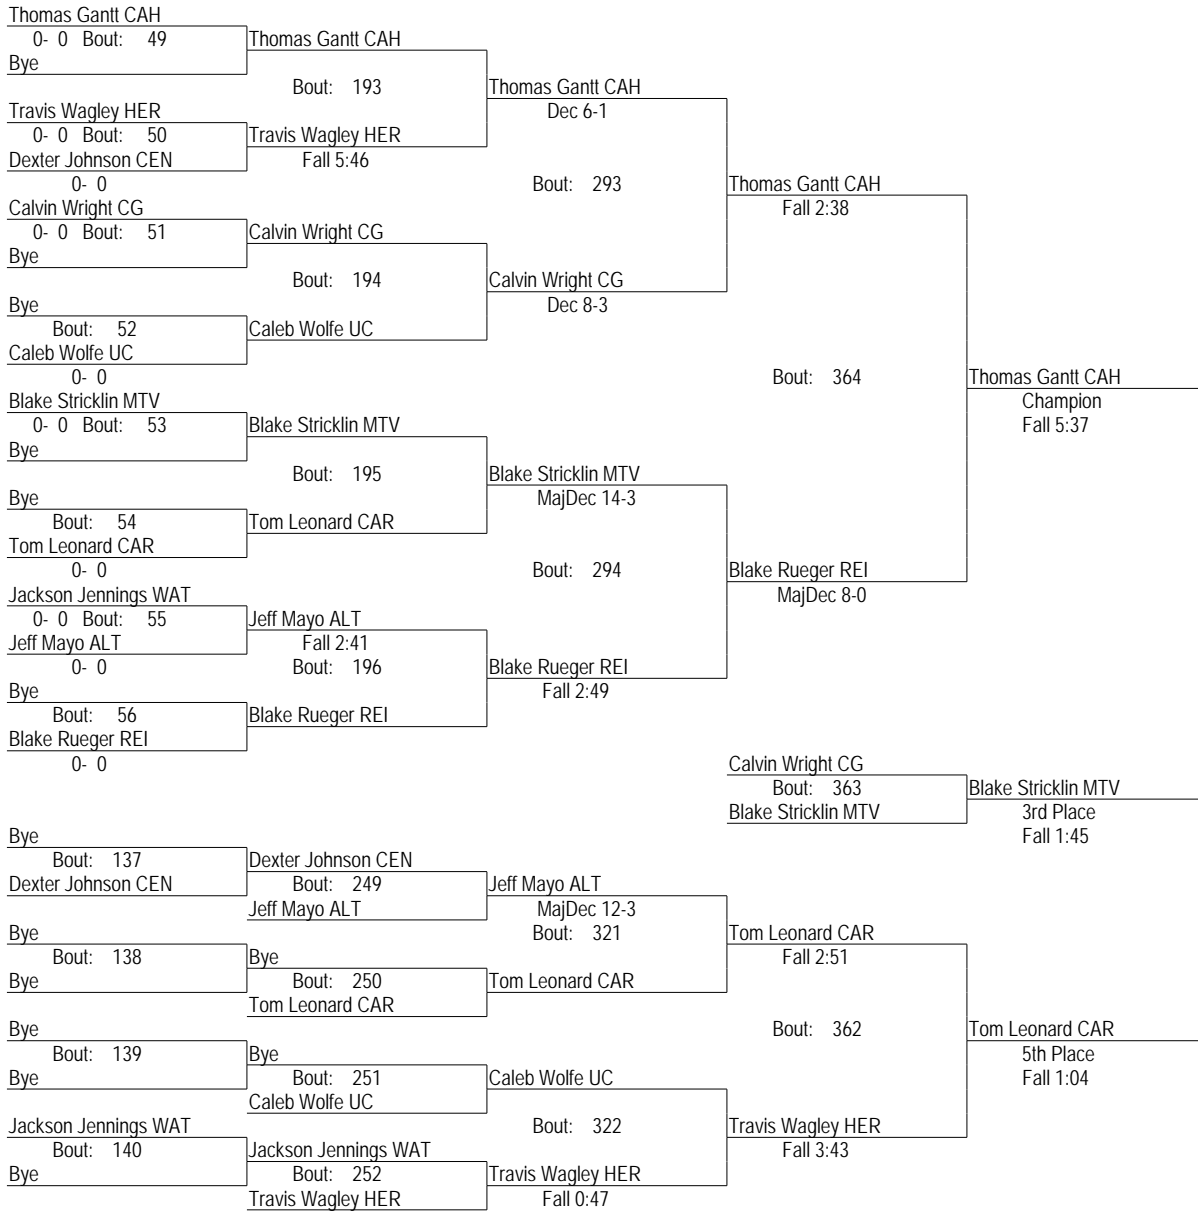 Thomas Gantt CAH
0- 0 Bout: 49
Thomas Gantt CAH
Bye
Bout: 193
Thomas Gantt CAH
Travis Wagley HER
Dec 6-1
0- 0 Bout: 50
Travis Wagley HER
Dexter Johnson CEN
Fall 5:46
0- 0
Bout: 293
Thomas Gantt CAH
Calvin Wright CG
Fall 2:38
0- 0 Bout: 51
Calvin Wright CG
Bye
Bout: 194
Calvin Wright CG
Bye
Dec 8-3
Bout: 52
Caleb Wolfe UC
Caleb Wolfe UC
0- 0
Bout: 364
Thomas Gantt CAH
Blake Stricklin MTV
Champion
0- 0 Bout: 53
Blake Stricklin MTV
Fall 5:37
Bye
Bout: 195
Blake Stricklin MTV
Bye
MajDec 14-3
Bout: 54
Tom Leonard CAR
Tom Leonard CAR
0- 0
Bout: 294
Blake Rueger REI
Jackson Jennings WAT
MajDec 8-0
0- 0 Bout: 55
Jeff Mayo ALT
Jeff Mayo ALT
Fall 2:41
0- 0
Bout: 196
Blake Rueger REI
Bye
Fall 2:49
Bout: 56
Blake Rueger REI
Blake Rueger REI
0- 0
Calvin Wright CG
Bout: 363
Blake Stricklin MTV
Blake Stricklin MTV
3rd Place
Bye
Fall 1:45
Bout: 137
Dexter Johnson CEN
Dexter Johnson CEN
Bout: 249
Jeff Mayo ALT
Jeff Mayo ALT
MajDec 12-3
Bye
Bout: 321
Tom Leonard CAR
Bout: 138
Bye
Fall 2:51
Bye
Bout: 250
Tom Leonard CAR
Tom Leonard CAR
Bye
Bout: 362
Tom Leonard CAR
Bout: 139
Bye
5th Place
Bye
Bout: 251
Caleb Wolfe UC
Fall 1:04
Caleb Wolfe UC
Jackson Jennings WAT
Bout: 322
Travis Wagley HER
Bout: 140
Jackson Jennings WAT
Fall 3:43
Bye
Bout: 252
Travis Wagley HER
Travis Wagley HER
Fall 0:47